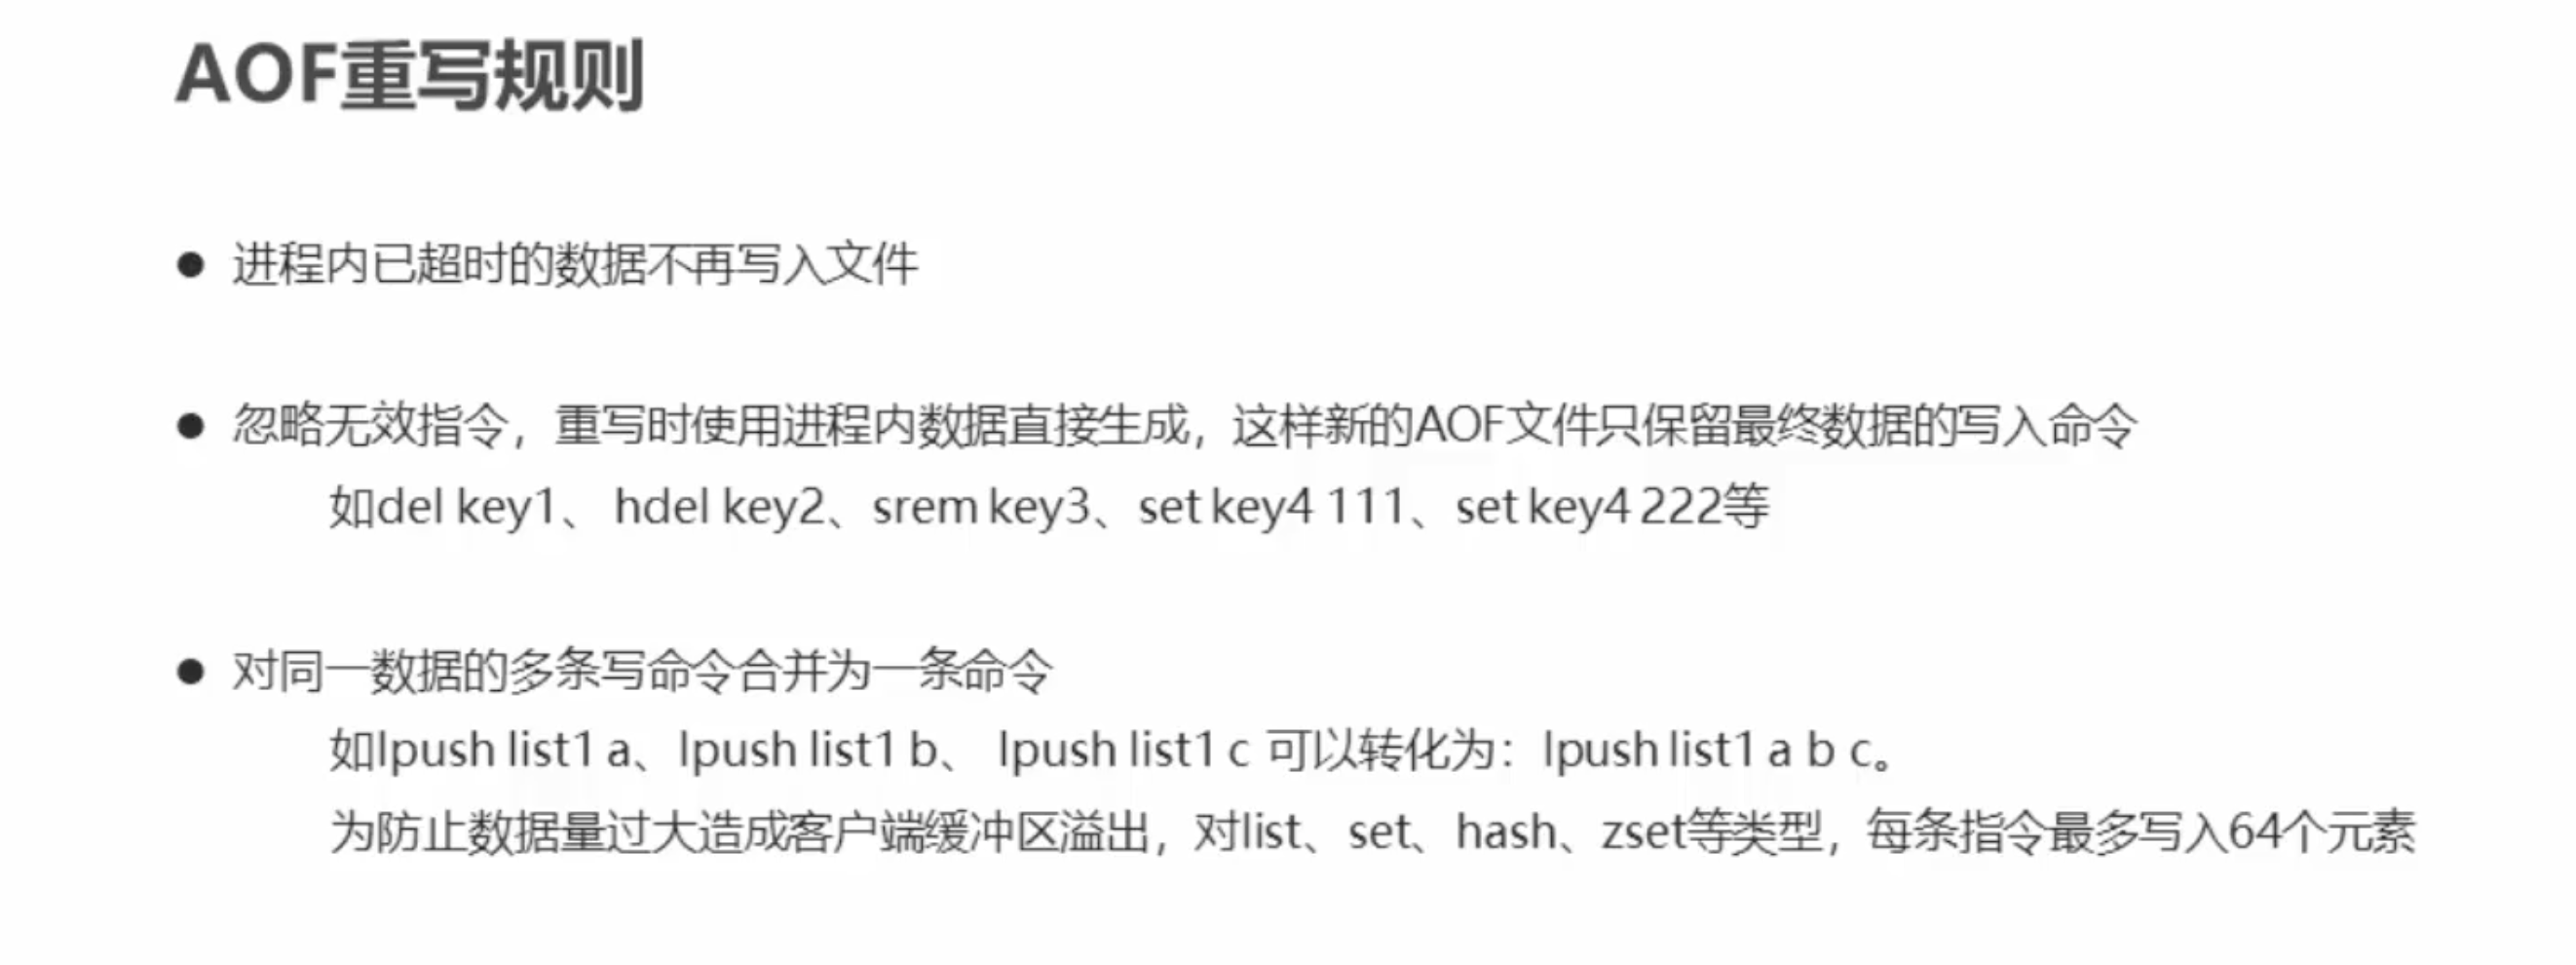 AOF重写规则
● 进程内已超时的数据不再写入文件
● 忽略无效指令，重写时使用进程内数据直接生成，这样新的AOF文件只保留最终数据的写入命令
如del key1、 hdel key2、srem key3、set key4 111、set key4 222等
● 对同一数据的多条写命令合并为一条命令
如lpush list1 a、lpush list1 b、 lpush list1 c 可以转化为：lpush list1 a b c。
为防止数据量过大造成客户端缓冲区溢出，对list、set、hash、zset等类型，每条指令最多写入64个元素